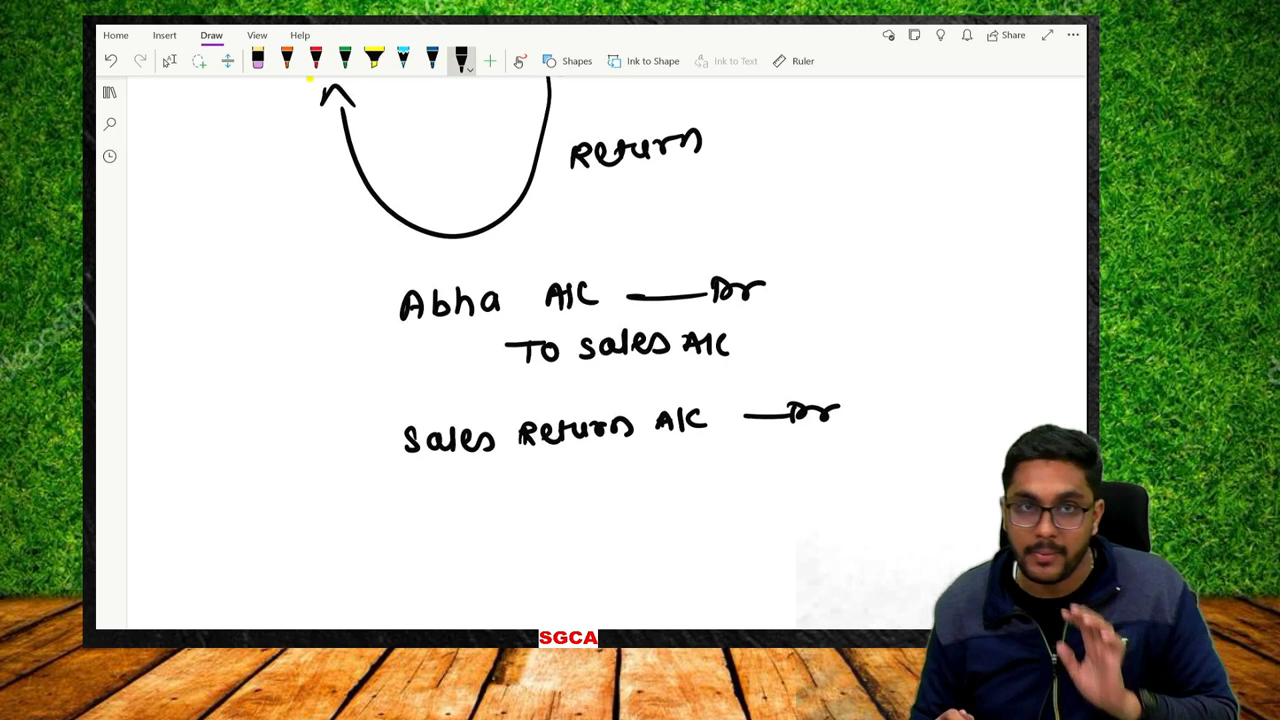 Home Insert Draw View Help
Share
Shapes Ink to Shape Ink to Text Ruler
Return
Abha A/C —— Dr
To Sales A/C
Sales Return A/C —— Dr
SGCA